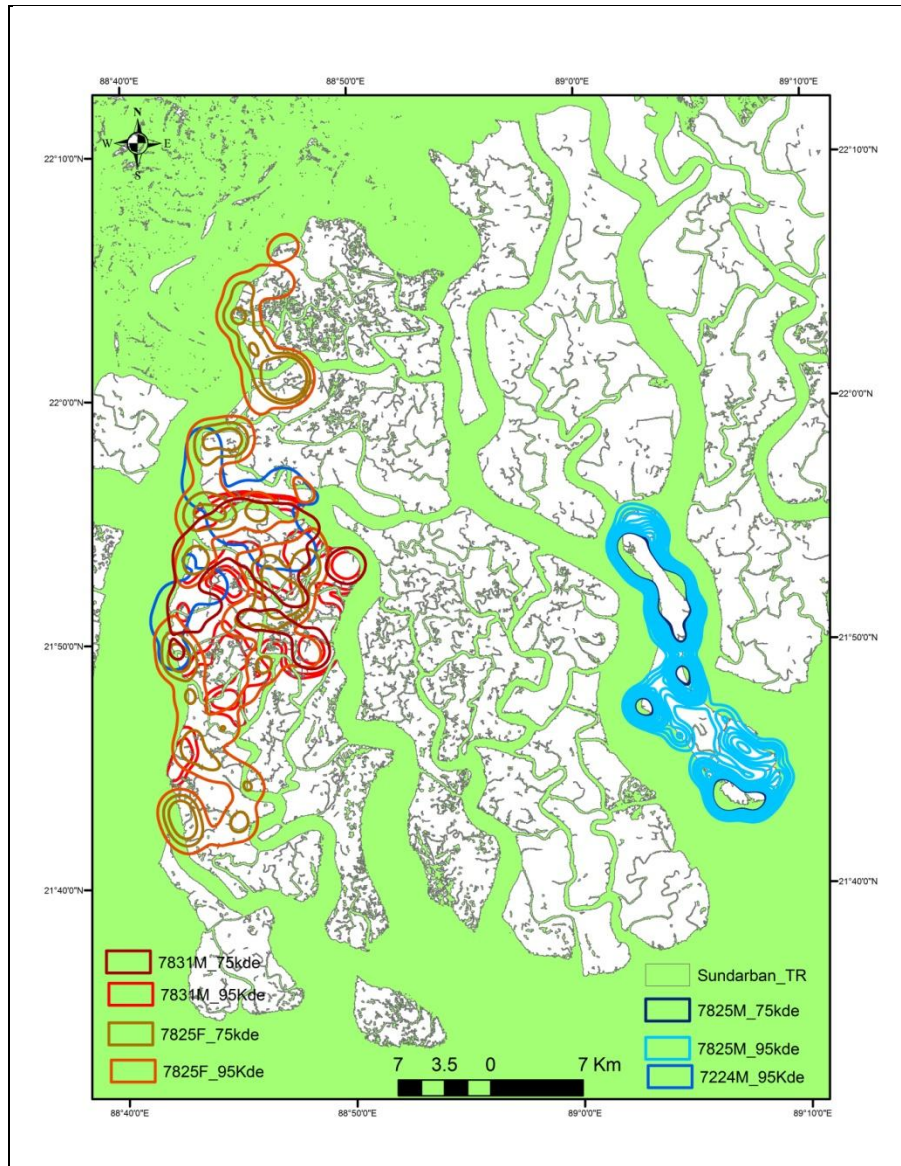 88°40'0"E 88°50'0"E 89°0'0"E 89°10'0"E
N
W E
S
22°10'0"N 22°10'0"N
22°0'0"N 22°0'0"N
21°50'0"N 21°50'0"N
21°40'0"N 21°40'0"N
7831M_75kde
7831M_95Kde
7825F_75kde
7825F_95Kde
Sundarban_TR
7825M_75kde
7825M_95kde
7224M_95Kde
7 3.5 0 7 Km
88°40'0"E 88°50'0"E 89°0'0"E 89°10'0"E